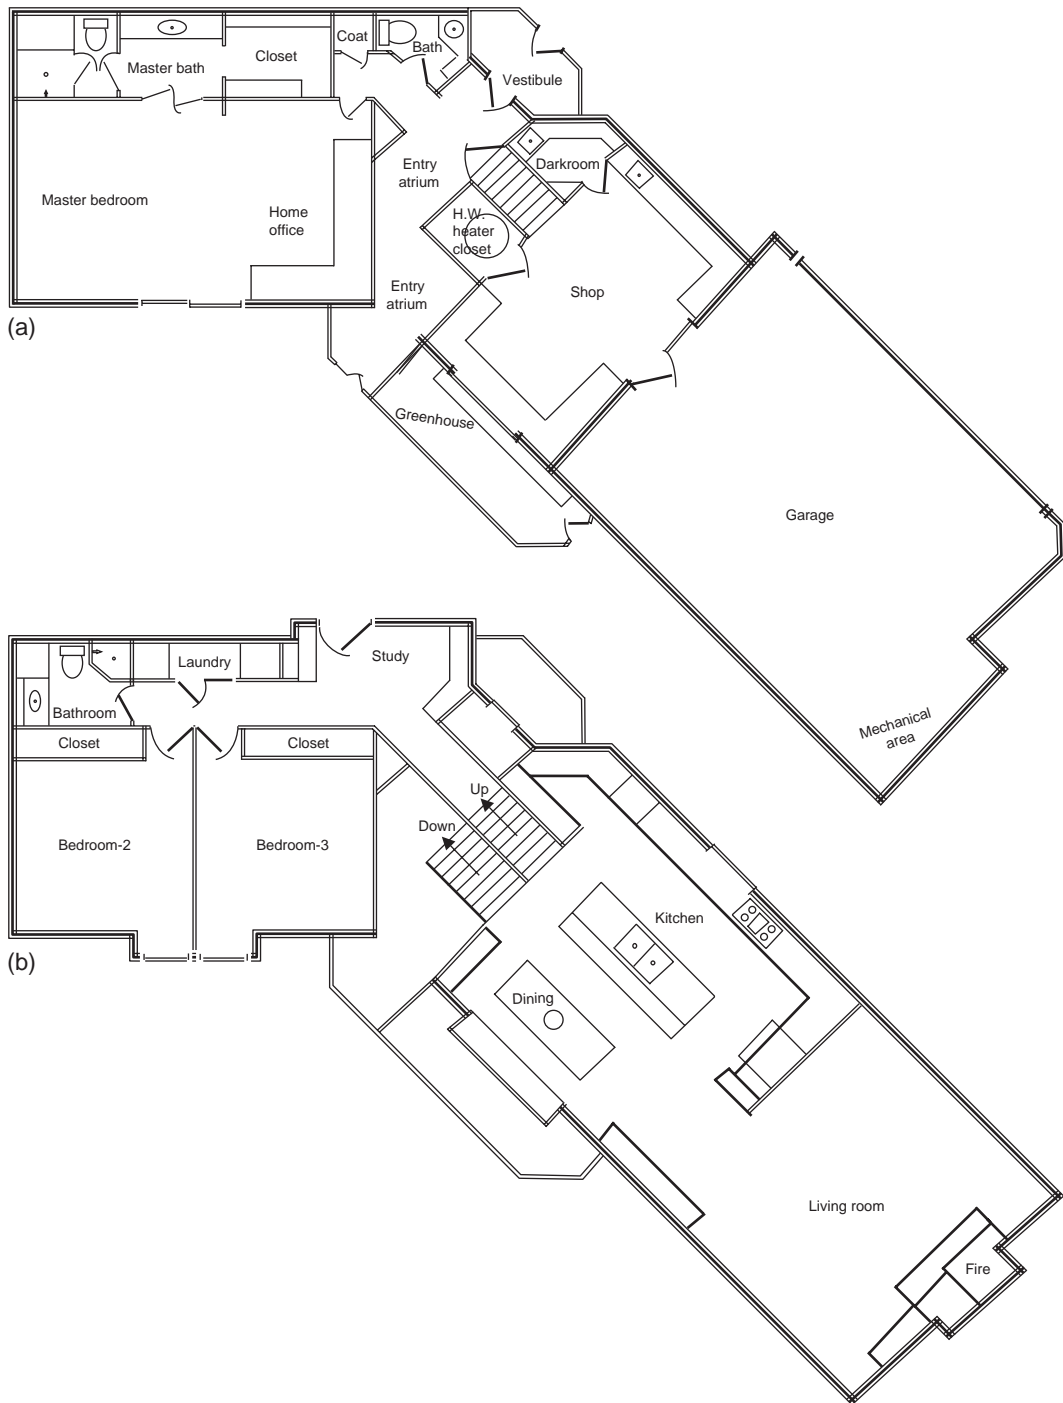 Coat
Bath
Closet
Master bath
Vestibule
Entry
atrium
Darkroom
Master bedroom
Home
office
H.W.
heater
closet
Entry
atrium
Shop
(a)
Greenhouse
Garage
Mechanical
area
Laundry
Study
Bathroom
Closet
Closet
Up
Down
Bedroom-2
Bedroom-3
Kitchen
(b)
Dining
Living room
Fire